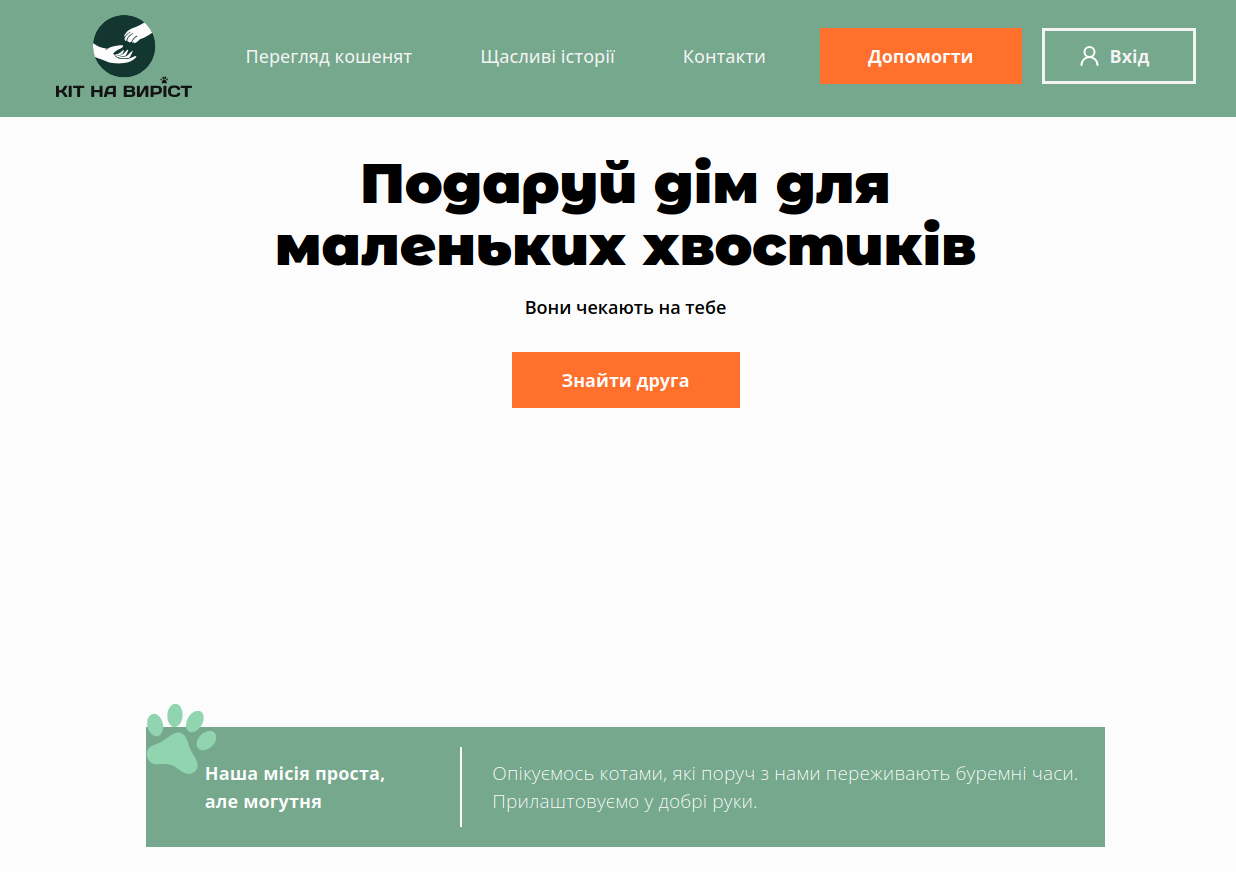 КІТ НА ВИРІСТ
Перегляд кошенят
Щасливі історії
Контакти
Допомогти
Вхід
Подаруй дім для
маленьких хвостиків
Вони чекають на тебе
Знайти друга
Наша місія проста,
але могутня
Опікуємось котами, які поруч з нами переживають буремні часи.
Прилаштовуємо у добрі руки.